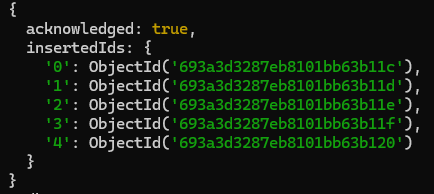 {
  acknowledged: true,
  insertedIds: {
    '0': ObjectId('693a3d3287eb8101bb63b11c'),
    '1': ObjectId('693a3d3287eb8101bb63b11d'),
    '2': ObjectId('693a3d3287eb8101bb63b11e'),
    '3': ObjectId('693a3d3287eb8101bb63b11f'),
    '4': ObjectId('693a3d3287eb8101bb63b120')
  }
}